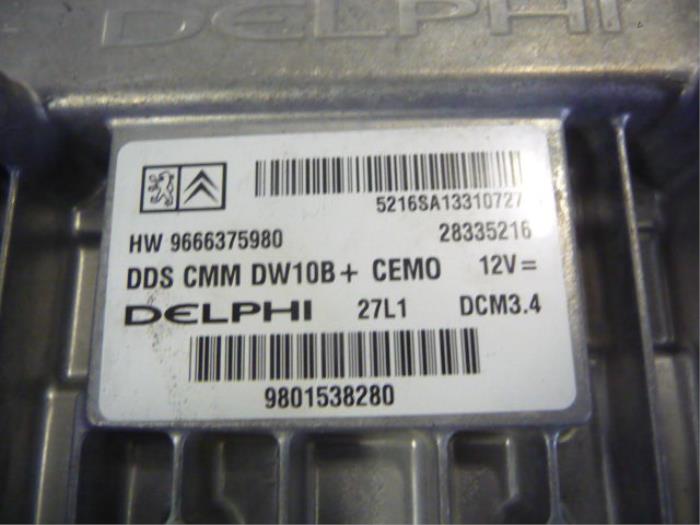 DELPHI
5216SA13310727
HW 9666375980 28335216
DDS CMM DW10B+ CEMO 12V=
DELPHI 27L1 DCM3.4
9801538280